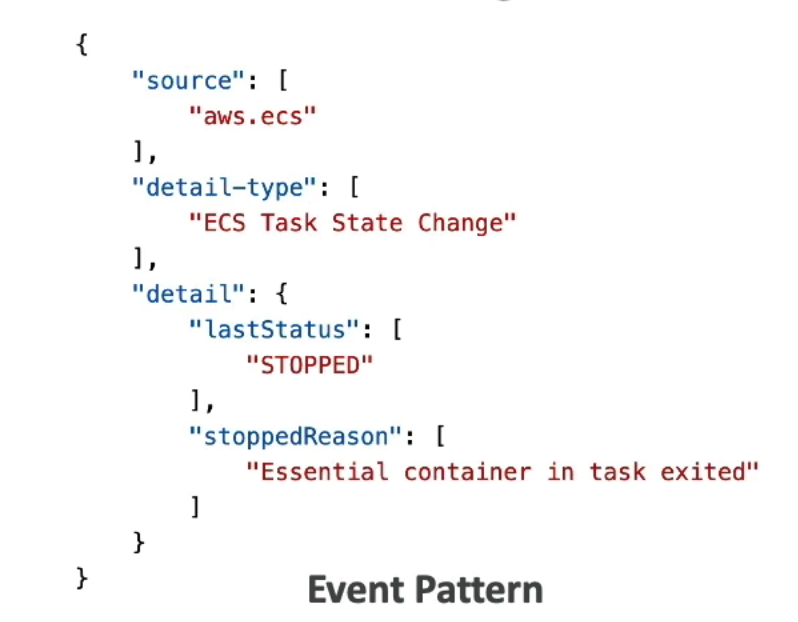 {
    "source": [
        "aws.ecs"
    ],
    "detail-type": [
        "ECS Task State Change"
    ],
    "detail": {
        "lastStatus": [
            "STOPPED"
        ],
        "stoppedReason": [
            "Essential container in task exited"
        ]
    }
}
Event Pattern